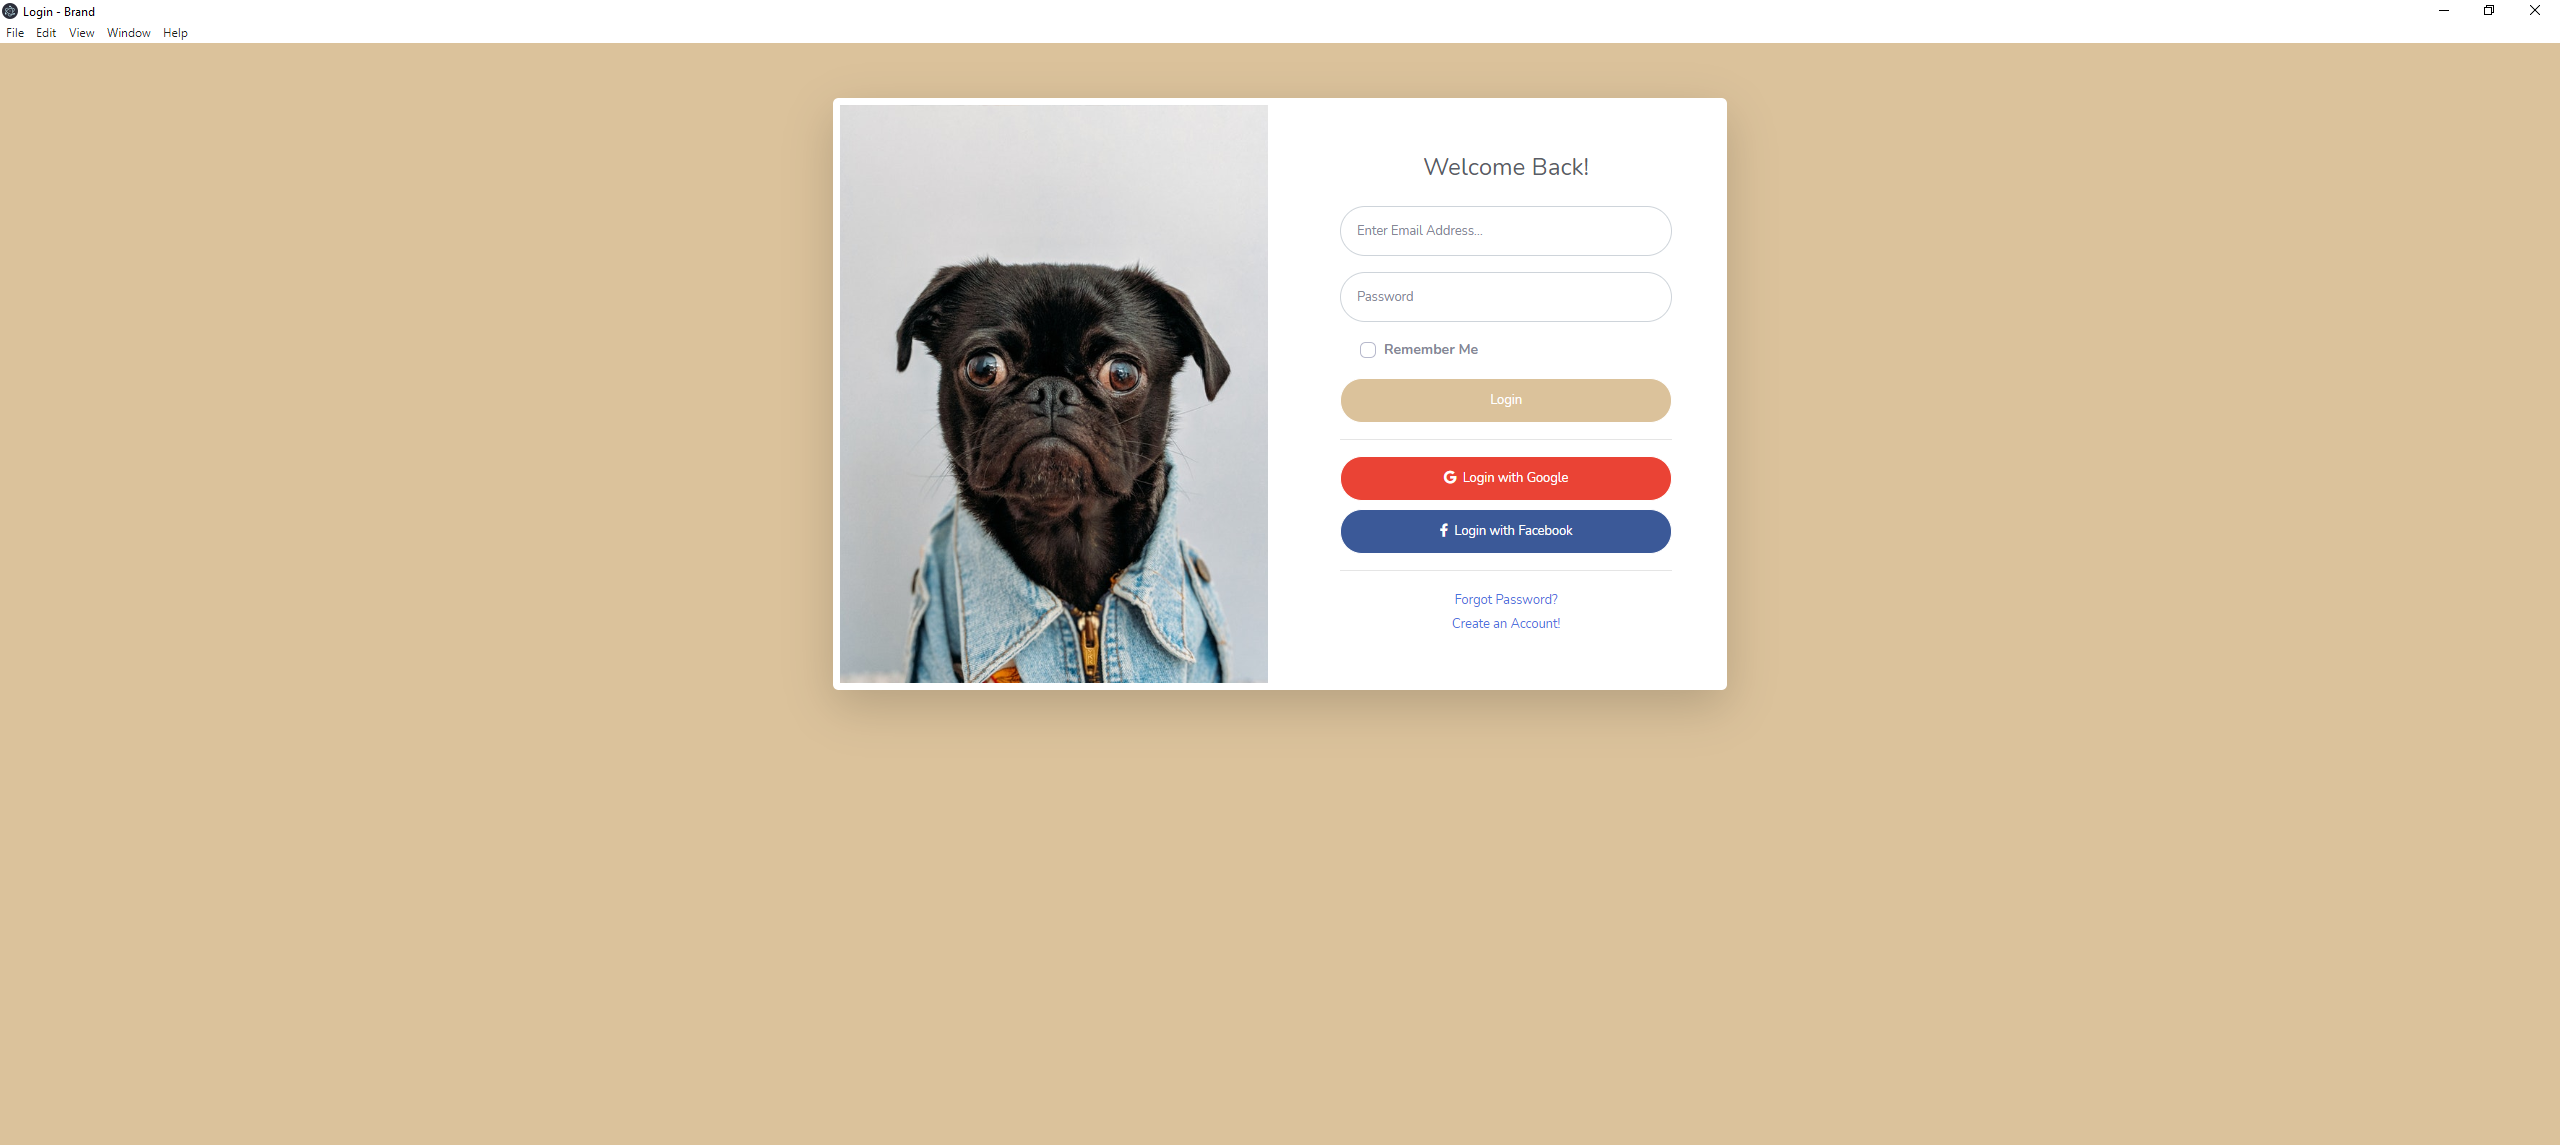 Login - Brand
File Edit View Window Help
Welcome Back!
Enter Email Address...
Password
Remember Me
Login
Login with Google
Login with Facebook
Forgot Password?
Create an Account!